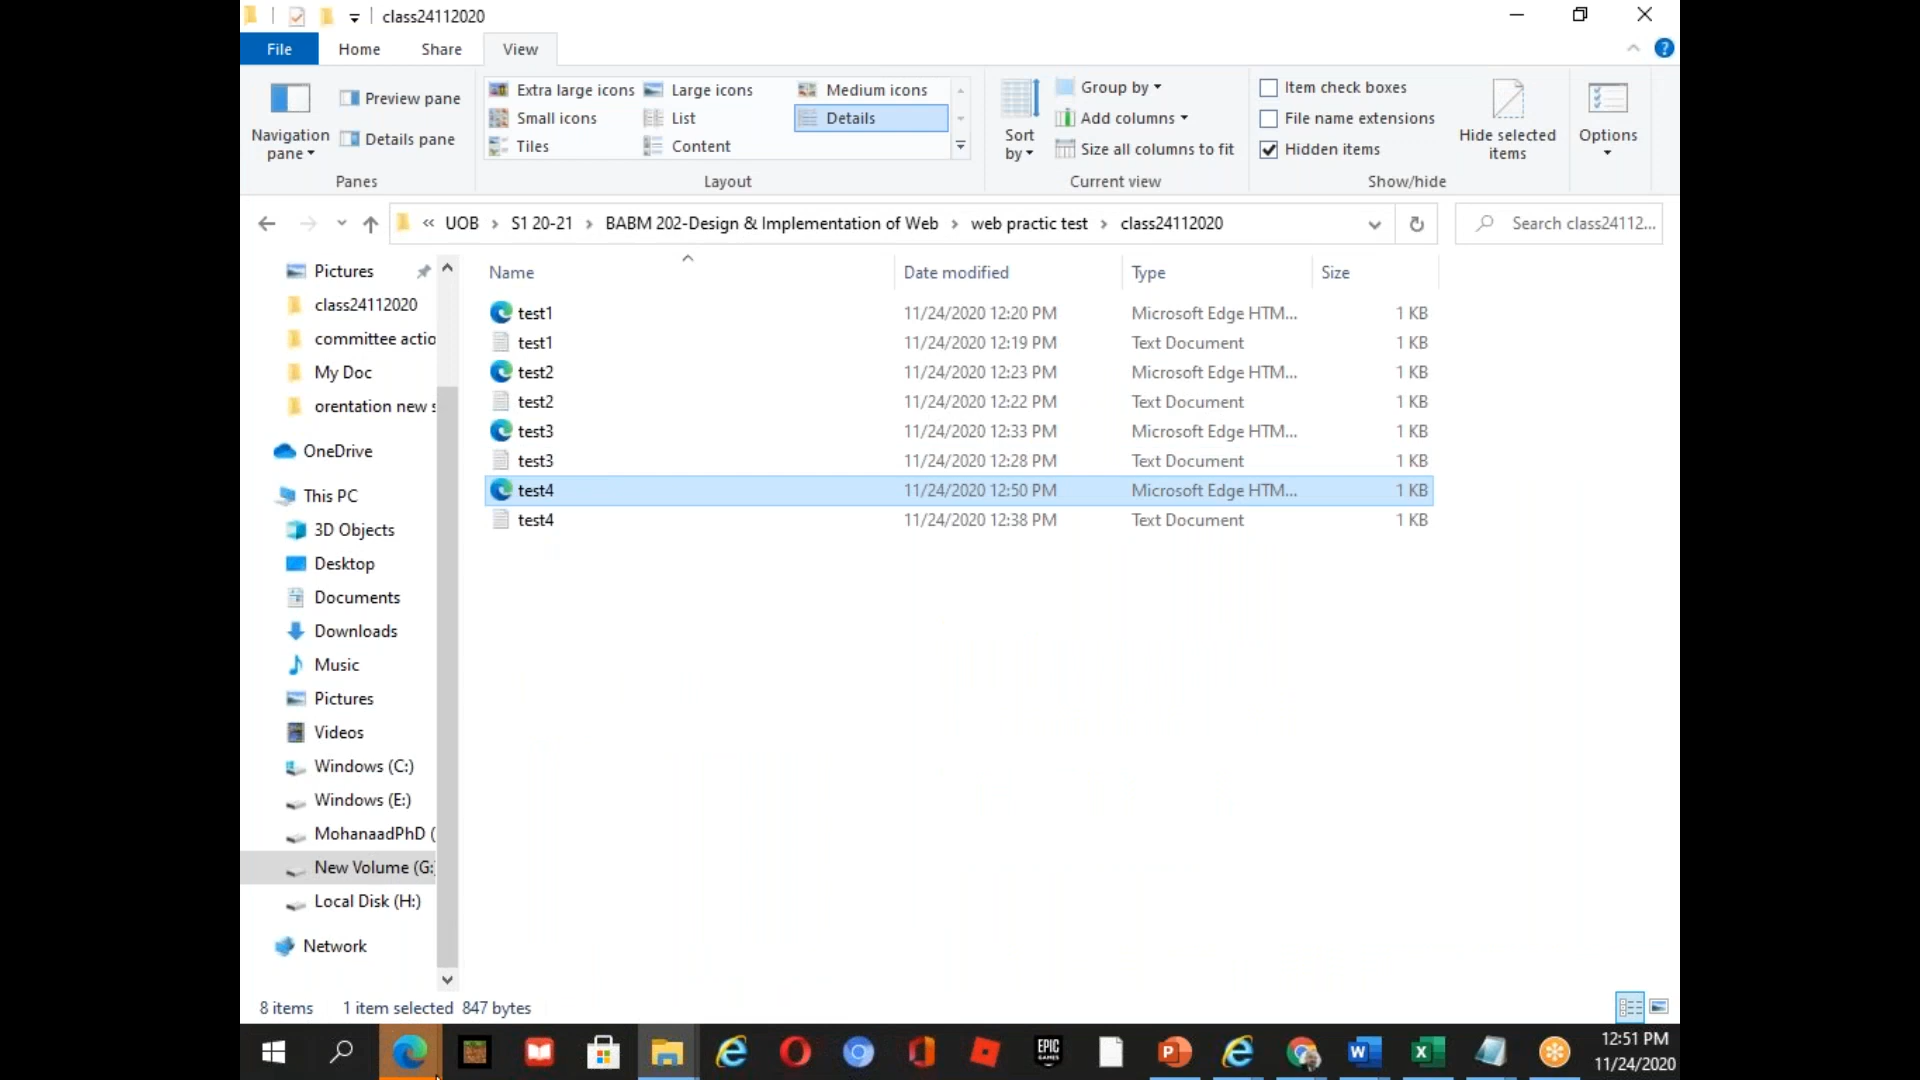 class24112020
File Home Share View
Navigation pane
Preview pane
Details pane
Panes
Extra large icons Large icons Medium icons
Small icons List Details
Tiles Content
Layout
Sort by
Group by
Add columns
Size all columns to fit
Current view
Item check boxes
File name extensions
Hidden items
Hide selected items
Show/hide
Options
« UOB › S1 20-21 › BABM 202-Design & Implementation of Web › web practic test › class24112020
Search class24112...
Pictures
class24112020
committee actio
My Doc
orentation new s
OneDrive
This PC
3D Objects
Desktop
Documents
Downloads
Music
Pictures
Videos
Windows (C:)
Windows (E:)
MohanaadPhD (
New Volume (G:
Local Disk (H:)
Network
Name Date modified Type Size
test1 11/24/2020 12:20 PM Microsoft Edge HTM... 1 KB
test1 11/24/2020 12:19 PM Text Document 1 KB
test2 11/24/2020 12:23 PM Microsoft Edge HTM... 1 KB
test2 11/24/2020 12:22 PM Text Document 1 KB
test3 11/24/2020 12:33 PM Microsoft Edge HTM... 1 KB
test3 11/24/2020 12:28 PM Text Document 1 KB
test4 11/24/2020 12:50 PM Microsoft Edge HTM... 1 KB
test4 11/24/2020 12:38 PM Text Document 1 KB
8 items 1 item selected 847 bytes
EPIC GAMES
12:51 PM
11/24/2020